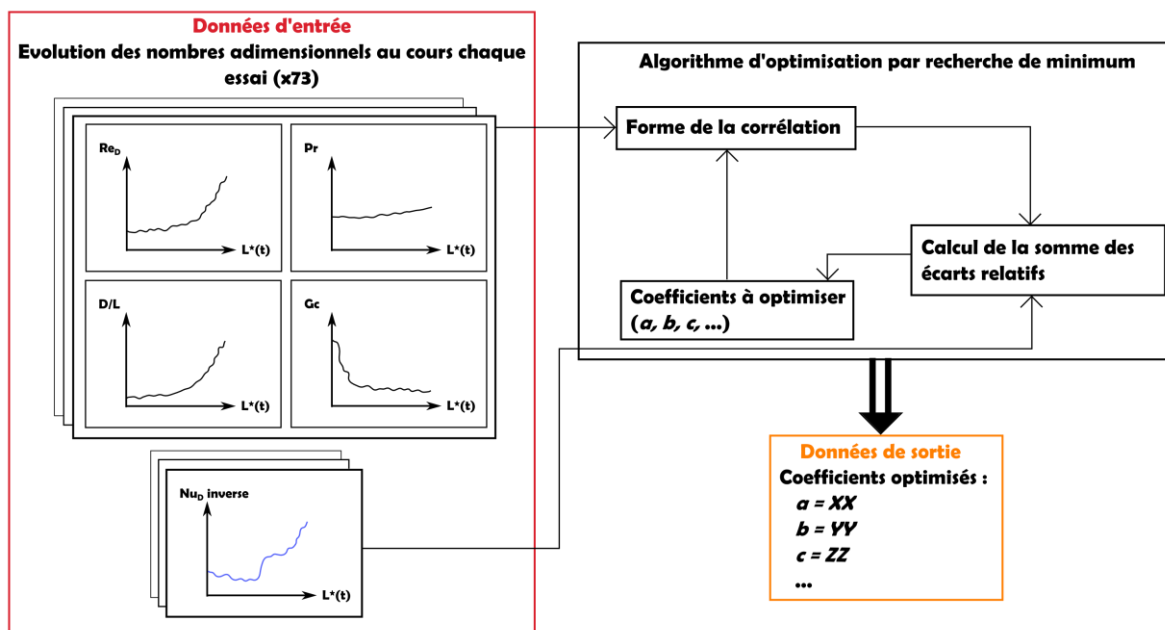 Données d'entrée
Evolution des nombres adimensionnels au cours chaque
essai (x73)
Re_D
L*(t)
Pr
L*(t)
D/L
L*(t)
Gc
L*(t)
Nu_D inverse
L*(t)
Algorithme d'optimisation par recherche de minimum
Forme de la corrélation
Calcul de la somme des
écarts relatifs
Coefficients à optimiser
(a, b, c, ...)
Données de sortie
Coefficients optimisés :
a = XX
b = YY
c = ZZ
...